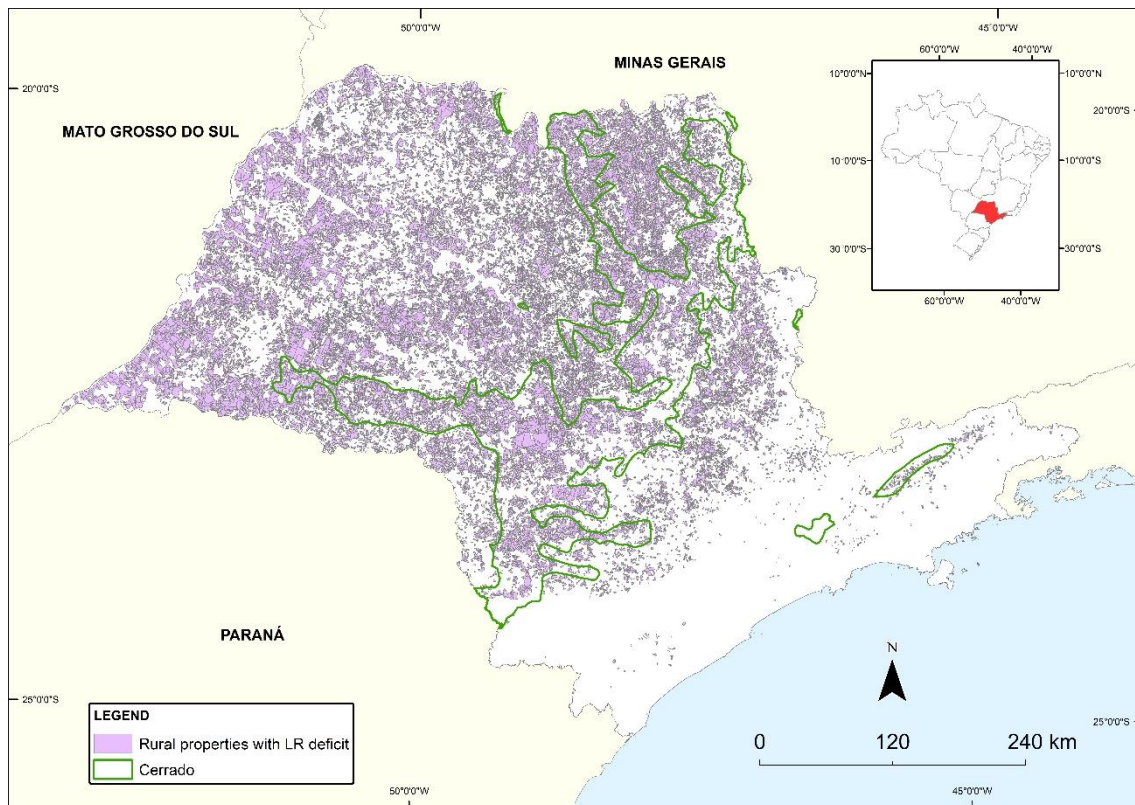 50°0'0"W
45°0'0"W
60°0'0"W
40°0'0"W
MINAS GERAIS
10°0'0"N
10°0'0"N
20°0'0"S
20°0'0"S
MATO GROSSO DO SUL
10°0'0"S
10°0'0"S
30°0'0"S
30°0'0"S
60°0'0"W
40°0'0"W
PARANÁ
N
25°0'0"S
25°0'0"S
LEGEND
Rural properties with LR deficit
Cerrado
0
120
240 km
50°0'0"W
45°0'0"W